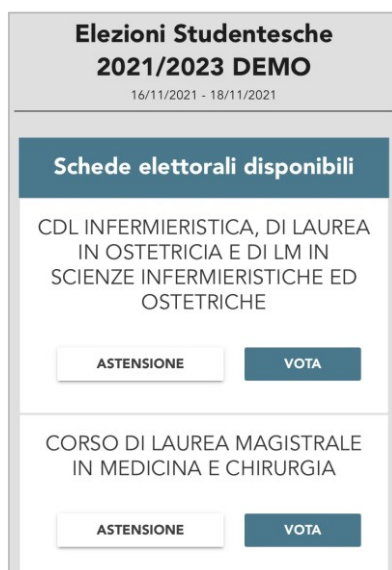 Elezioni Studentesche
2021/2023 DEMO
16/11/2021 - 18/11/2021
Schede elettorali disponibili
CDL INFERMIERISTICA, DI LAUREA
IN OSTETRICIA E DI LM IN
SCIENZE INFERMIERISTICHE ED
OSTETRICHE
ASTENSIONE VOTA
CORSO DI LAUREA MAGISTRALE
IN MEDICINA E CHIRURGIA
ASTENSIONE VOTA